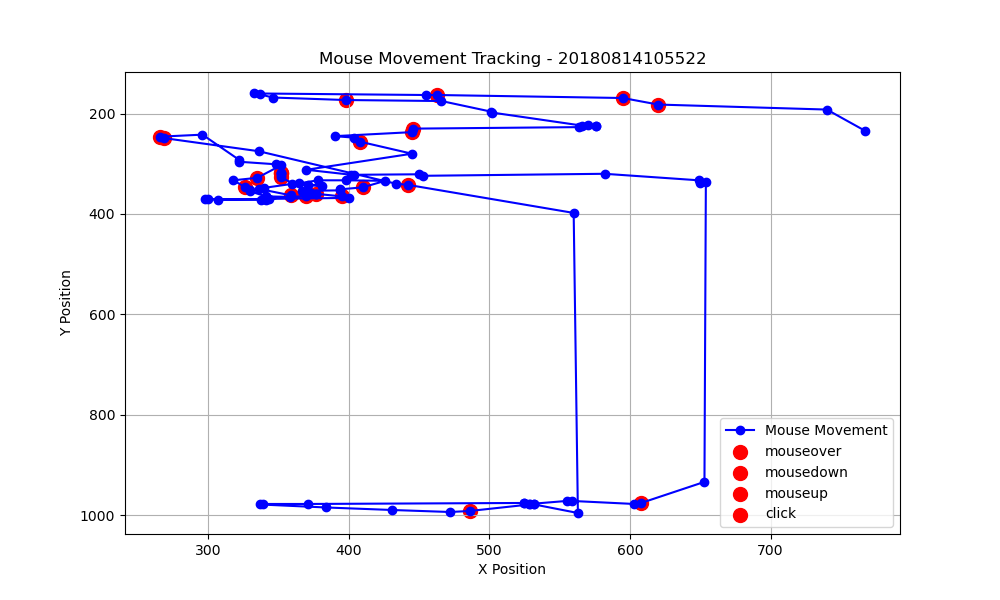 Mouse Movement Tracking - 20180814105522
Y Position
200
400
600
800
1000
300
400
500
600
700
X Position
Mouse Movement
mouseover
mousedown
mouseup
click